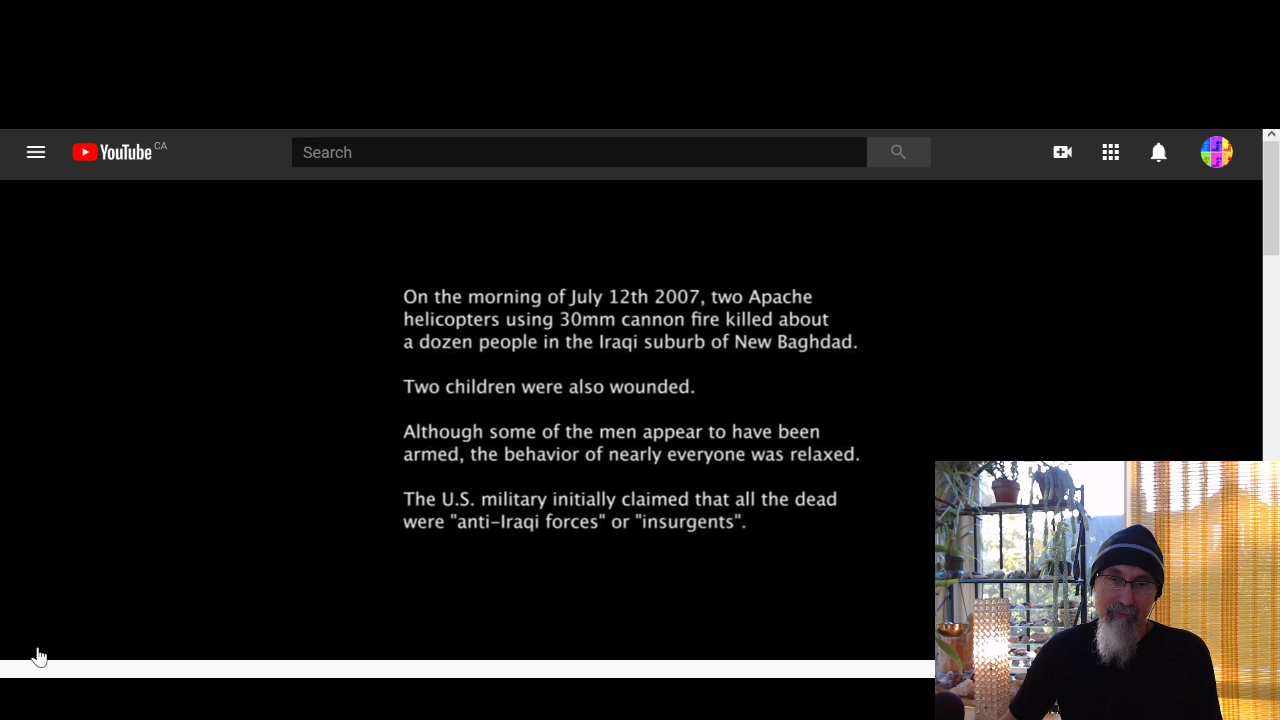 YouTube CA
Search
On the morning of July 12th 2007, two Apache
helicopters using 30mm cannon fire killed about
a dozen people in the Iraqi suburb of New Baghdad.
Two children were also wounded.
Although some of the men appear to have been
armed, the behavior of nearly everyone was relaxed.
The U.S. military initially claimed that all the dead
were "anti-Iraqi forces" or "insurgents".